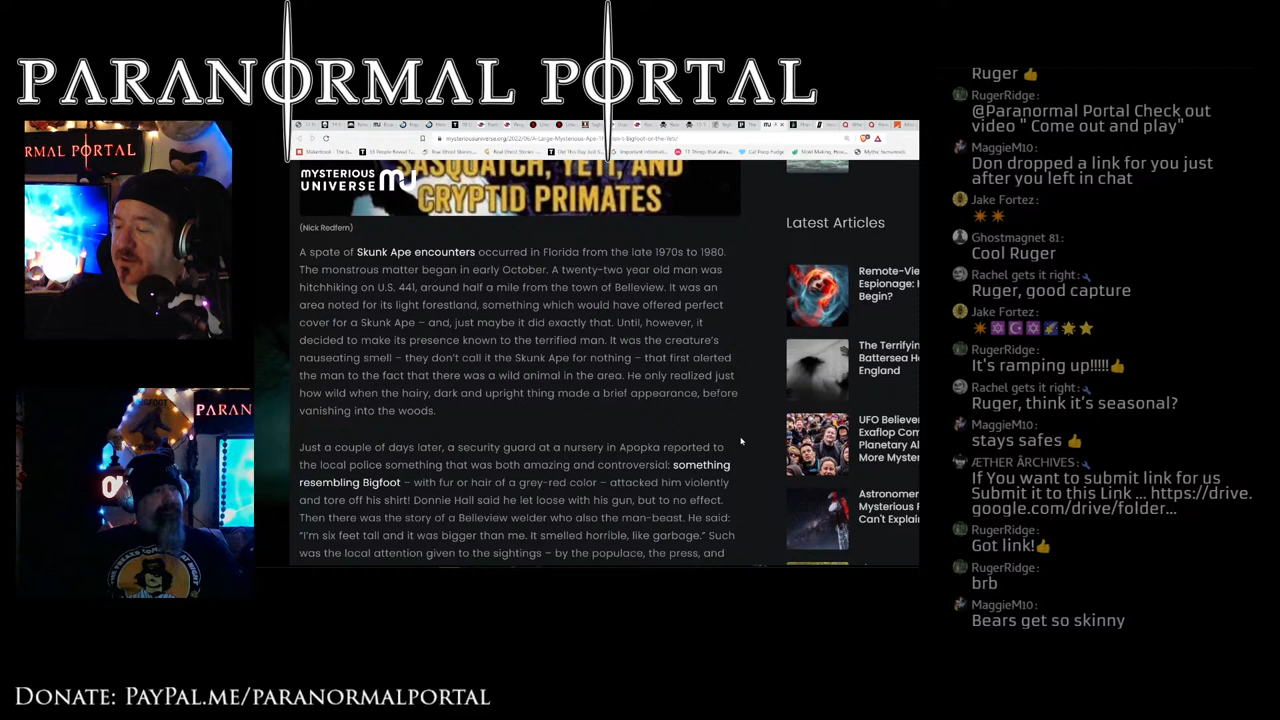 PARANORMAL PORTAL
RMAL PORTAL
BIGFOOT
PARAN
mysteriousuniverse.org/2022/06/A-Large-Mysterious-Ape-
MYSTERIOUS
UNIVERSE
SASQUATCH, YETI, AND
CRYPTID PRIMATES
(Nick Redfern)
A spate of Skunk Ape encounters occurred in Florida from the late 1970s to 1980.
The monstrous matter began in early October. A twenty-two year old man was
hitchhiking on U.S. 441, around half a mile from the town of Belleview. It was an
area noted for its light forestland, something which would have offered perfect
cover for a Skunk Ape – and, just maybe it did exactly that. Until, however, it
decided to make its presence known to the terrified man. It was the creature's
nauseating smell – they don't call it the Skunk Ape for nothing – that first alerted
the man to the fact that there was a wild animal in the area. He only realized just
how wild when the hairy, dark and upright thing made a brief appearance, before
vanishing into the woods.
Just a couple of days later, a security guard at a nursery in Apopka reported to
the local police something that was both amazing and controversial: something
resembling Bigfoot – with fur or hair of a grey-red color – attacked him violently
and tore off his shirt! Donnie Hall said he let loose with his gun, but to no effect.
Then there was the story of a Belleview welder who also the man-beast. He said:
"I'm six feet tall and it was bigger than me. It smelled horrible, like garbage." Such
was the local attention given to the sightings – by the populace, the press, and
Latest Articles
Remote-Vie
Espionage: H
Begin?
The Terrifyin
Battersea H
England
UFO Believer
Exaflop Com
Planetary Al
More Myster
Astronomer
Mysterious F
Can't Explain
Ruger 👍
RugerRidge:
@Paranormal Portal Check out
video " Come out and play"
MaggieM10:
Don dropped a link for you just
after you left in chat
Jake Fortez:
Ghostmagnet 81:
Cool Ruger
Rachel gets it right:
Ruger, good capture
Jake Fortez:
RugerRidge:
It's ramping up!!!!!👍
Rachel gets it right:
Ruger, think it's seasonal?
MaggieM10:
stays safes 👍
ÆTHER ÂRCHIVES:
If You want to submit link for us
Submit it to this Link ... https://drive.
google.com/drive/folder...
RugerRidge:
Got link!👍
RugerRidge:
brb
MaggieM10:
Bears get so skinny
Donate: PayPal.me/paranormalportal